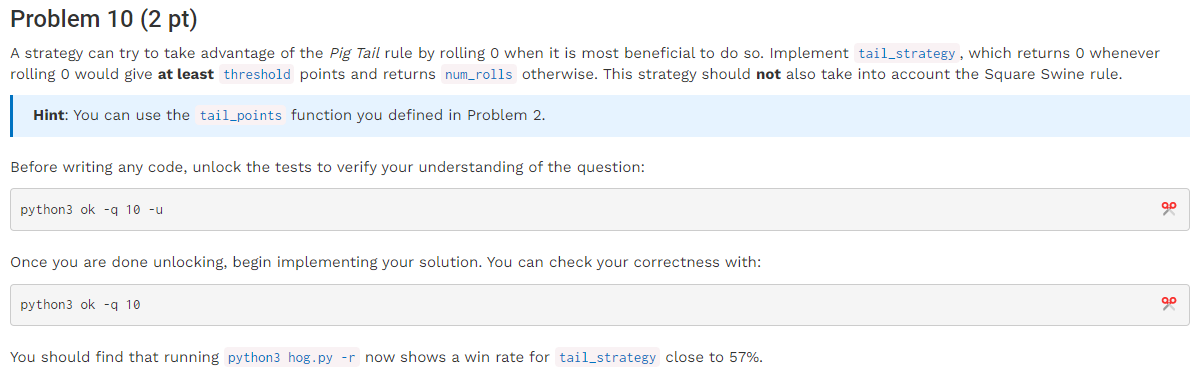 Problem 10 (2 pt)
A strategy can try to take advantage of the Pig Tail rule by rolling 0 when it is most beneficial to do so. Implement tail_strategy, which returns 0 whenever
rolling 0 would give at least threshold points and returns num_rolls otherwise. This strategy should not also take into account the Square Swine rule.
Hint: You can use the tail_points function you defined in Problem 2.
Before writing any code, unlock the tests to verify your understanding of the question:
python3 ok -q 10 -u
Once you are done unlocking, begin implementing your solution. You can check your correctness with:
python3 ok -q 10
You should find that running python3 hog.py -r now shows a win rate for tail_strategy close to 57%.